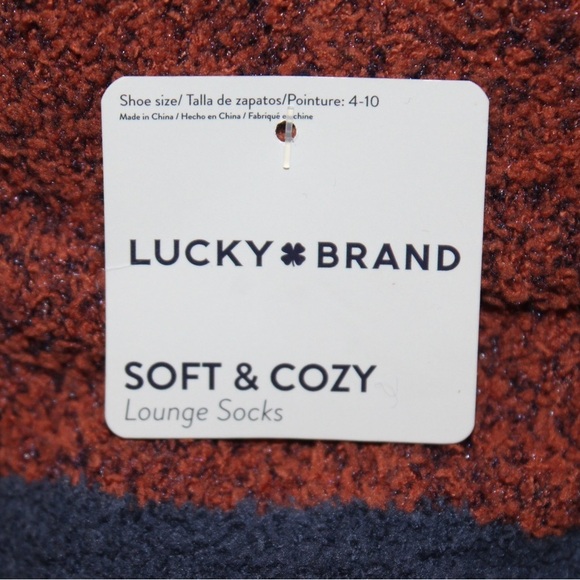 Shoe size/ Talla de zapatos/Pointure: 4-10
Made in China / Hecho en China / Fabriqué chine
LUCKY BRAND
SOFT & COZY
Lounge Socks